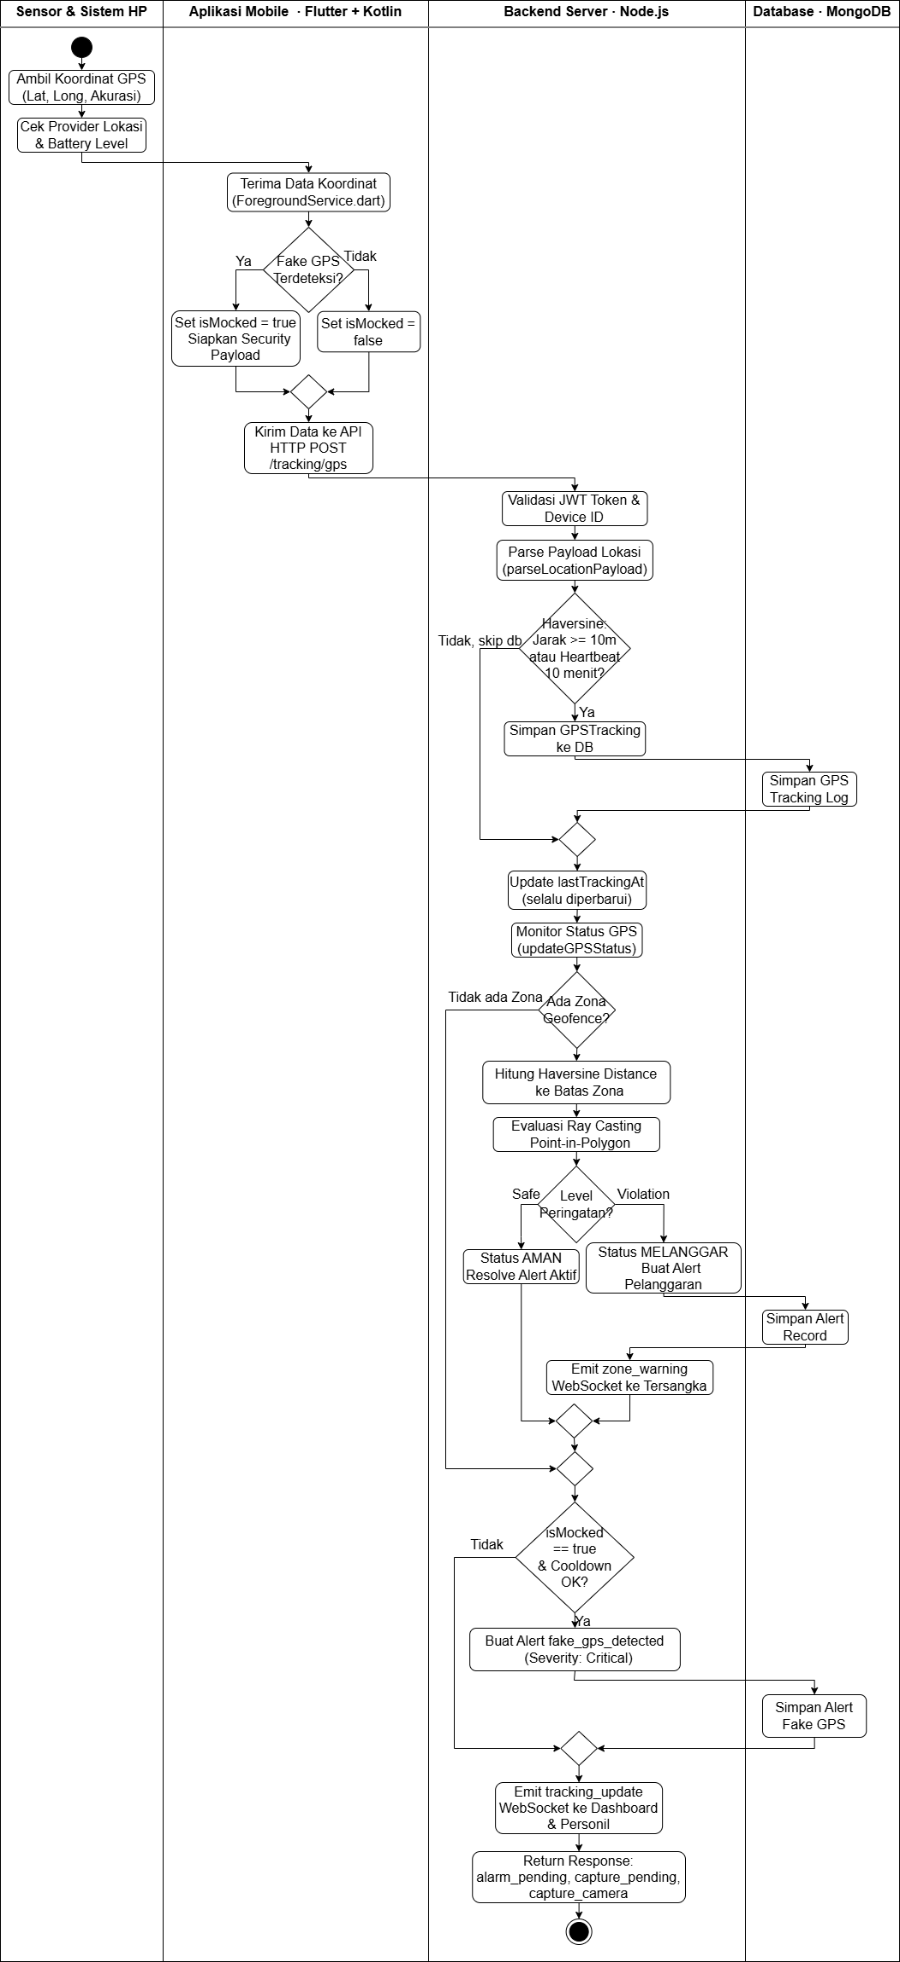 Sensor & Sistem HP
Aplikasi Mobile · Flutter + Kotlin
Backend Server · Node.js
Database · MongoDB
Ambil Koordinat GPS
(Lat, Long, Akurasi)
Cek Provider Lokasi
& Battery Level
Terima Data Koordinat
(ForegroundService.dart)
Fake GPS
Terdeteksi?
Ya
Tidak
Set isMocked = true
Siapkan Security
Payload
Set isMocked =
false
Kirim Data ke API
HTTP POST
/tracking/gps
Validasi JWT Token &
Device ID
Parse Payload Lokasi
(parseLocationPayload)
Haversine:
Jarak >= 10m
atau Heartbeat
10 menit?
Tidak, skip db
Ya
Simpan GPSTracking
ke DB
Simpan GPS
Tracking Log
Update lastTrackingAt
(selalu diperbarui)
Monitor Status GPS
(updateGPSStatus)
Tidak ada Zona
Ada Zona
Geofence?
Hitung Haversine Distance
ke Batas Zona
Evaluasi Ray Casting
Point-in-Polygon
Safe
Level
Peringatan?
Violation
Status AMAN
Resolve Alert Aktif
Status MELANGGAR
Buat Alert
Pelanggaran
Simpan Alert
Record
Emit zone_warning
WebSocket ke Tersangka
isMocked
== true
& Cooldown
OK?
Tidak
Ya
Buat Alert fake_gps_detected
(Severity: Critical)
Simpan Alert
Fake GPS
Emit tracking_update
WebSocket ke Dashboard
& Personil
Return Response:
alarm_pending, capture_pending,
capture_camera